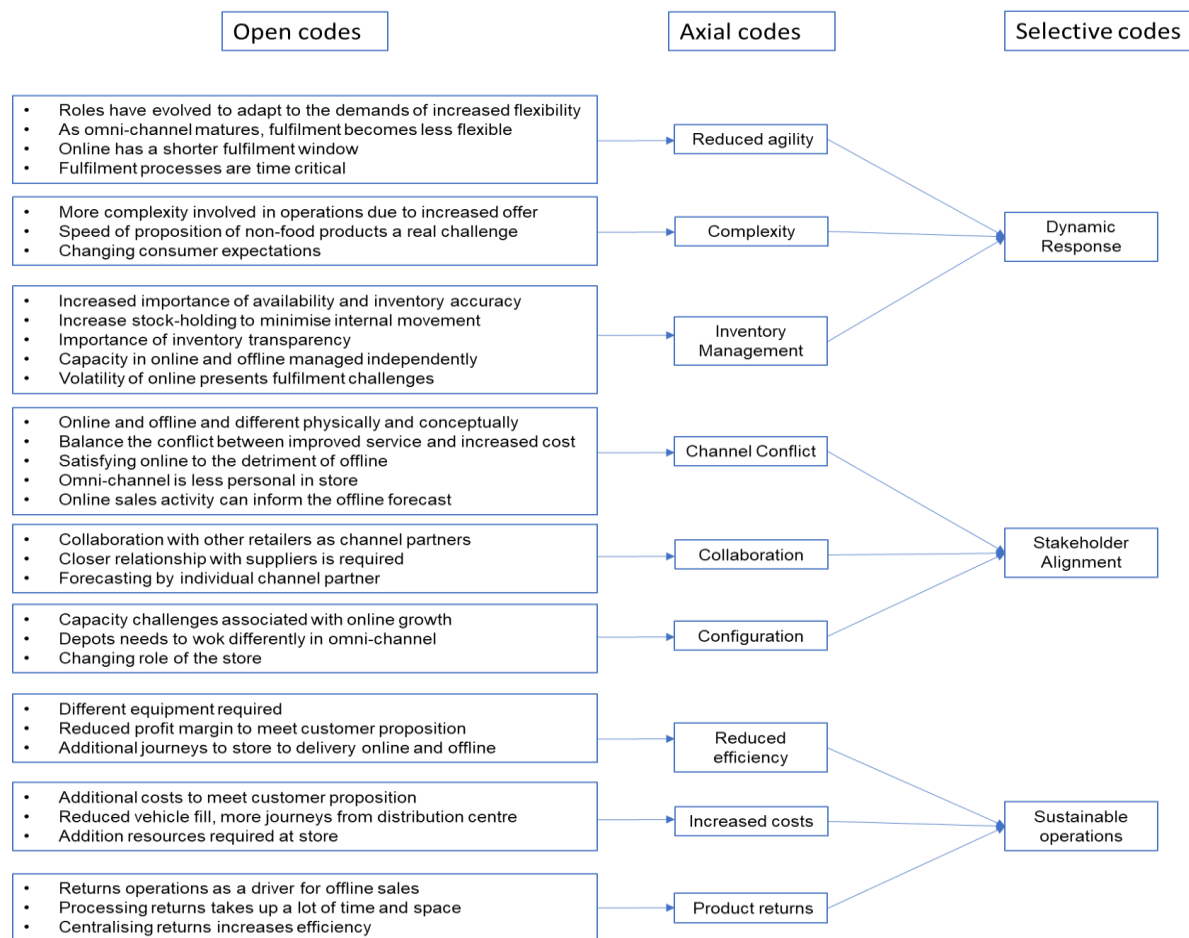 Open codes
Axial codes
Selective codes
• Roles have evolved to adapt to the demands of increased flexibility
• As omni-channel matures, fulfilment becomes less flexible
• Online has a shorter fulfilment window
• Fulfilment processes are time critical
Reduced agility
• More complexity involved in operations due to increased offer
• Speed of proposition of non-food products a real challenge
• Changing consumer expectations
Complexity
Dynamic
Response
• Increased importance of availability and inventory accuracy
• Increase stock-holding to minimise internal movement
• Importance of inventory transparency
• Capacity in online and offline managed independently
• Volatility of online presents fulfilment challenges
Inventory
Management
• Online and offline and different physically and conceptually
• Balance the conflict between improved service and increased cost
• Satisfying online to the detriment of offline
• Omni-channel is less personal in store
• Online sales activity can inform the offline forecast
Channel Conflict
• Collaboration with other retailers as channel partners
• Closer relationship with suppliers is required
• Forecasting by individual channel partner
Collaboration
Stakeholder
Alignment
• Capacity challenges associated with online growth
• Depots needs to wok differently in omni-channel
• Changing role of the store
Configuration
• Different equipment required
• Reduced profit margin to meet customer proposition
• Additional journeys to store to delivery online and offline
Reduced
efficiency
• Additional costs to meet customer proposition
• Reduced vehicle fill, more journeys from distribution centre
• Addition resources required at store
Increased costs
Sustainable
operations
• Returns operations as a driver for offline sales
• Processing returns takes up a lot of time and space
• Centralising returns increases efficiency
Product returns